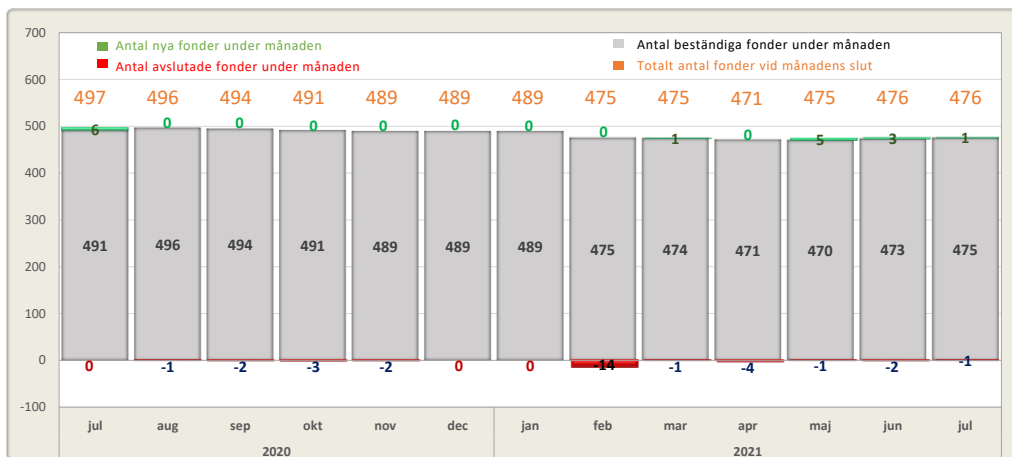 700
Antal nya fonder under månaden
Antal beständiga fonder under månaden
Antal avslutade fonder under månaden
Totalt antal fonder vid månadens slut
600
497 496 494 491 489 489 489 475 475 471 475 476 476
500
6 0 0 0 0 0 0 0 1 0 5 3 1
400
300
491 496 494 491 489 489 489 475 474 471 470 473 475
200
100
0
0 -1 -2 -3 -2 0 0 -14 -1 -4 -1 -2 -1
-100
jul aug sep okt nov dec jan feb mar apr maj jun jul
2020 2021